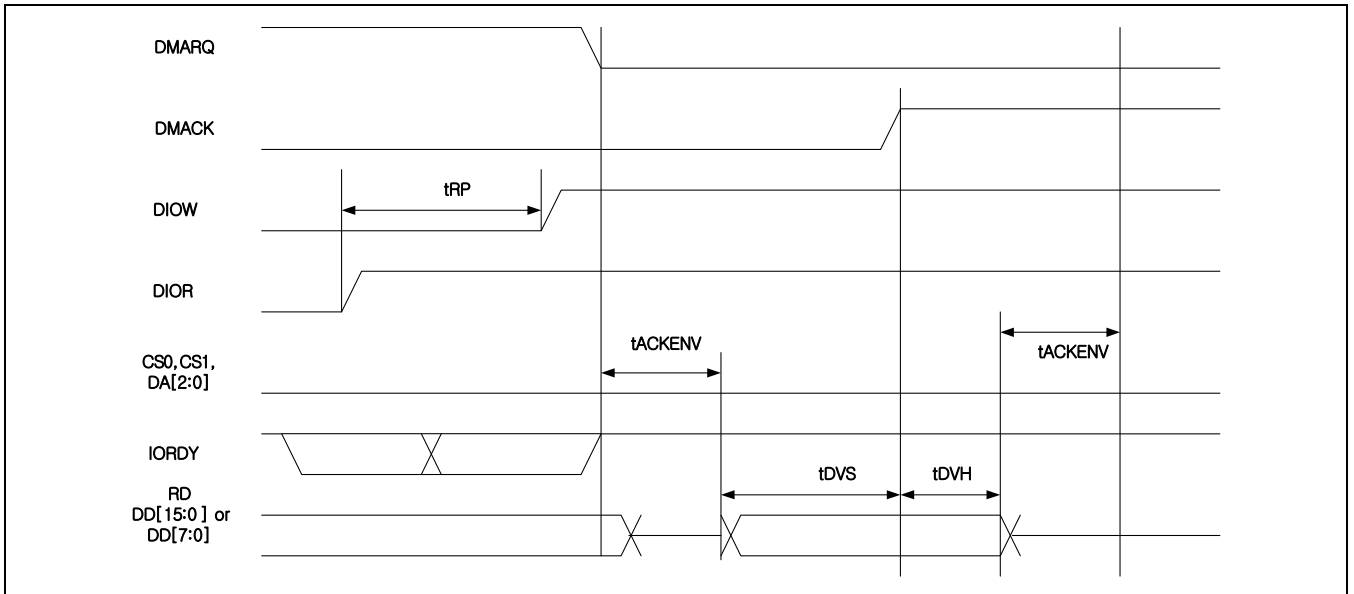 DMARQ
DMACK
tRP
DIOW
DIOR
tACKENV
tACKENV
CS0,CS1,
DA[2:0]
IORDY
tDVS
tDVH
RD
DD[15:0 ] or
DD[7:0]